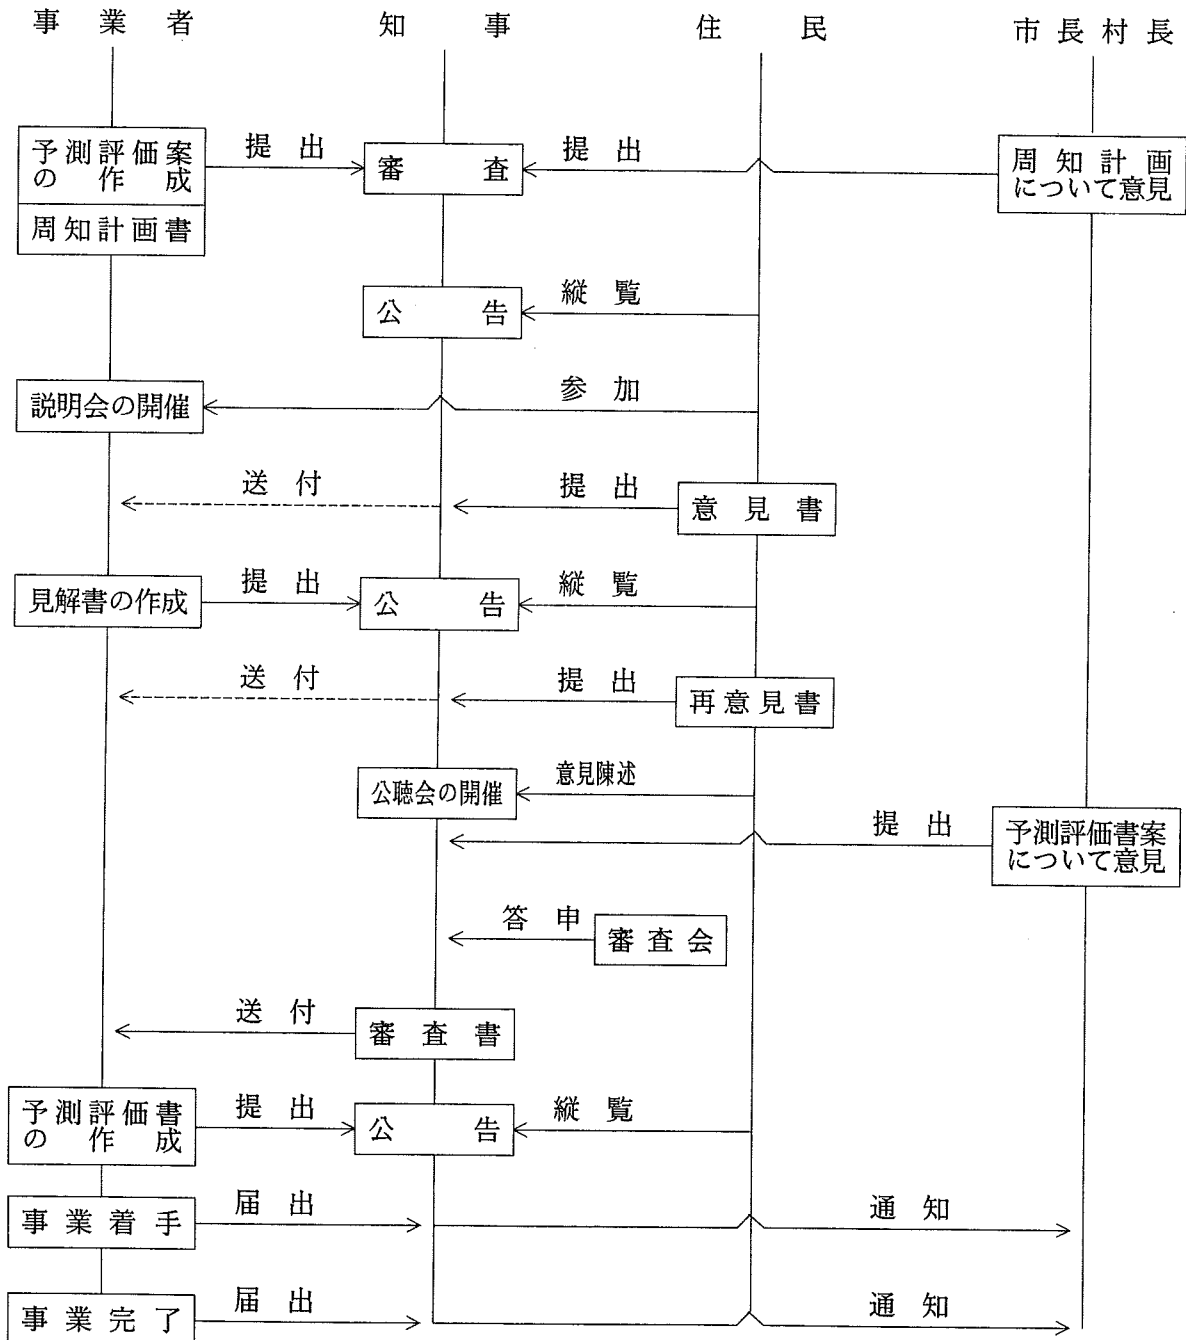 事業者 知事 住民 市長村長
予測評価案 提出 審査 提出 周知計画
の作成 について意見
周知計画書
公告 縦覧
説明会の開催 参加
送付 提出 意見書
見解書の作成 提出 公告 縦覧
送付 提出 再意見書
公聴会の開催 意見陳述
提出 予測評価書案
について意見
答申 審査会
送付 審査書
予測評価書 提出 公告 縦覧
の作成
事業着手 届出 通知
事業完了 届出 通知